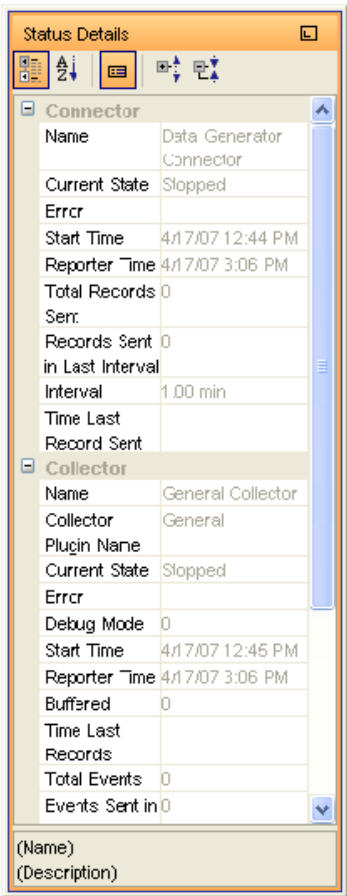 Status Details
Connector
Name Data Generator
Connector
Current State Stopped
Error
Start Time 4/17/07 12:44 PM
Reporter Time 4/17/07 3:06 PM
Total Records 0
Sent
Records Sent 0
in Last Interval
Interval 1.00 min
Time Last
Record Sent
Collector
Name General Collector
Collector General
Plugin Name
Current State Stopped
Error
Debug Mode 0
Start Time 4/17/07 12:45 PM
Reporter Time 4/17/07 3:06 PM
Buffered 0
Time Last
Records
Total Events 0
Events Sent in 0
(Name)
(Description)